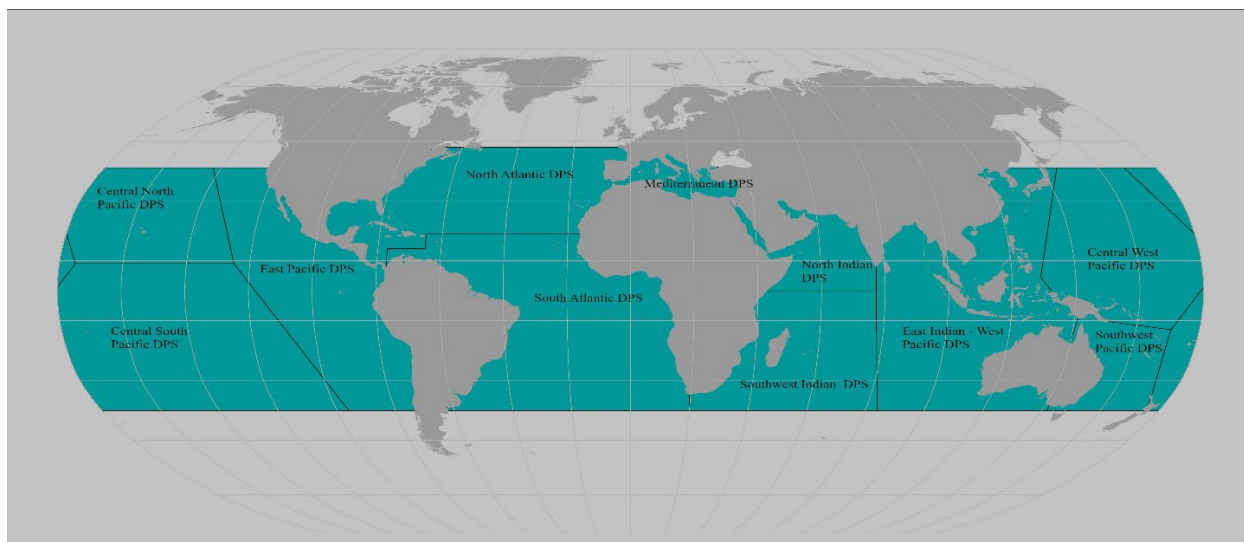 North Atlantic DPS
Mediterranean DPS
Central North
Pacific DPS
Central West
Pacific DPS
East Pacific DPS
North Indian
DPS
South Atlantic DPS
Central South
Pacific DPS
East Indian - West
Pacific DPS
Southwest
Pacific DPS
Southwest Indian DPS